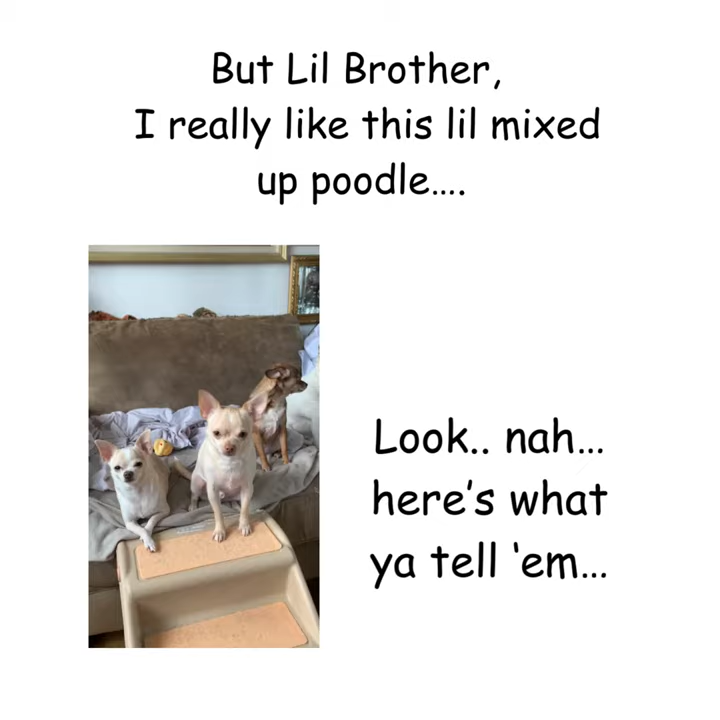 But Lil Brother,
I really like this lil mixed
up poodle....
Look.. nah...
here's what
ya tell 'em...